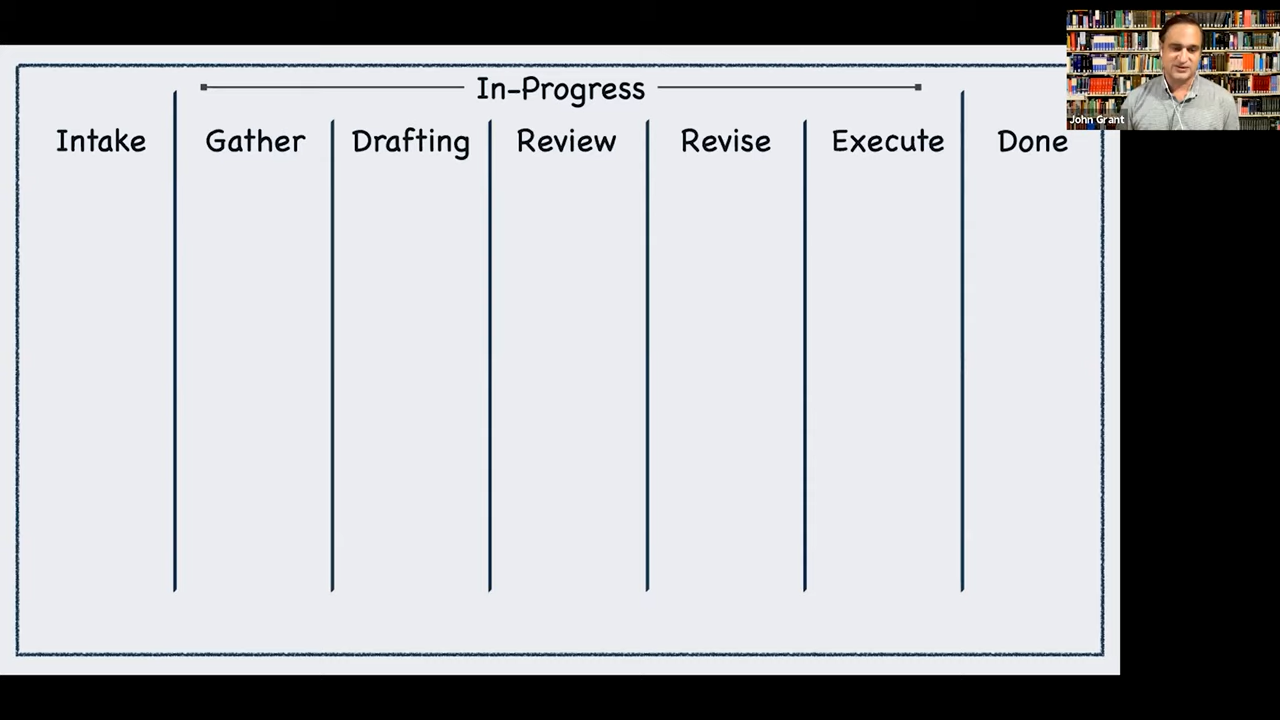 In-Progress
Intake Gather Drafting Review Revise Execute Done
John Grant